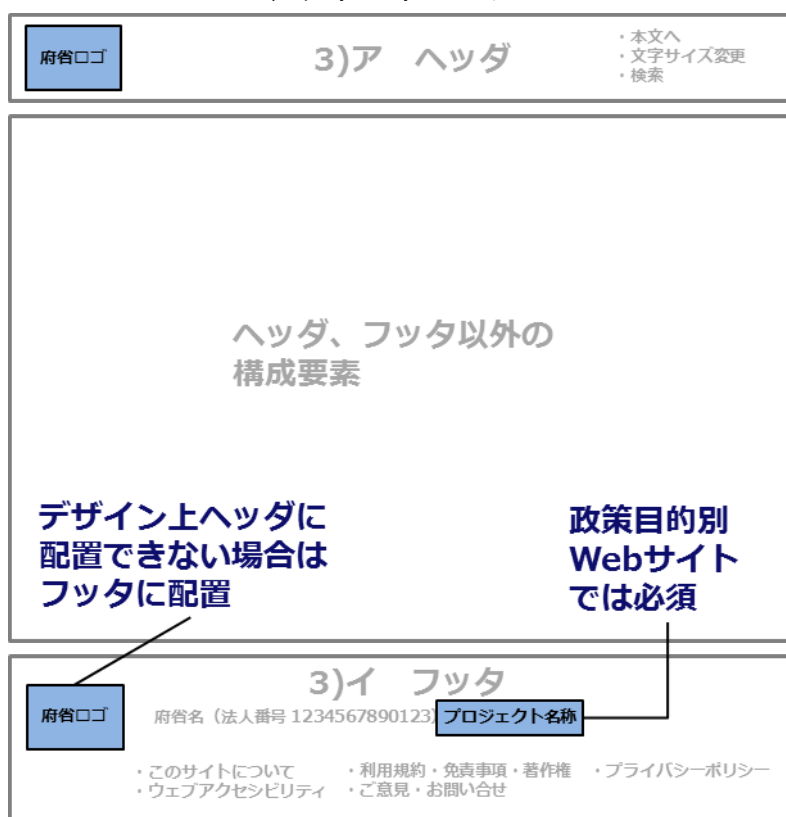 府省ロゴ
3)ア ヘッダ
・本文へ
・文字サイズ変更
・検索
ヘッダ、フッタ以外の
構成要素
デザイン上ヘッダに
配置できない場合は
フッタに配置
政策目的別
Webサイト
では必須
3)イ フッタ
府省ロゴ
府省名（法人番号 1234567890123）
プロジェクト名称
・このサイトについて ・利用規約・免責事項・著作権 ・プライバシーポリシー
・ウェブアクセシビリティ ・ご意見・お問い合せ